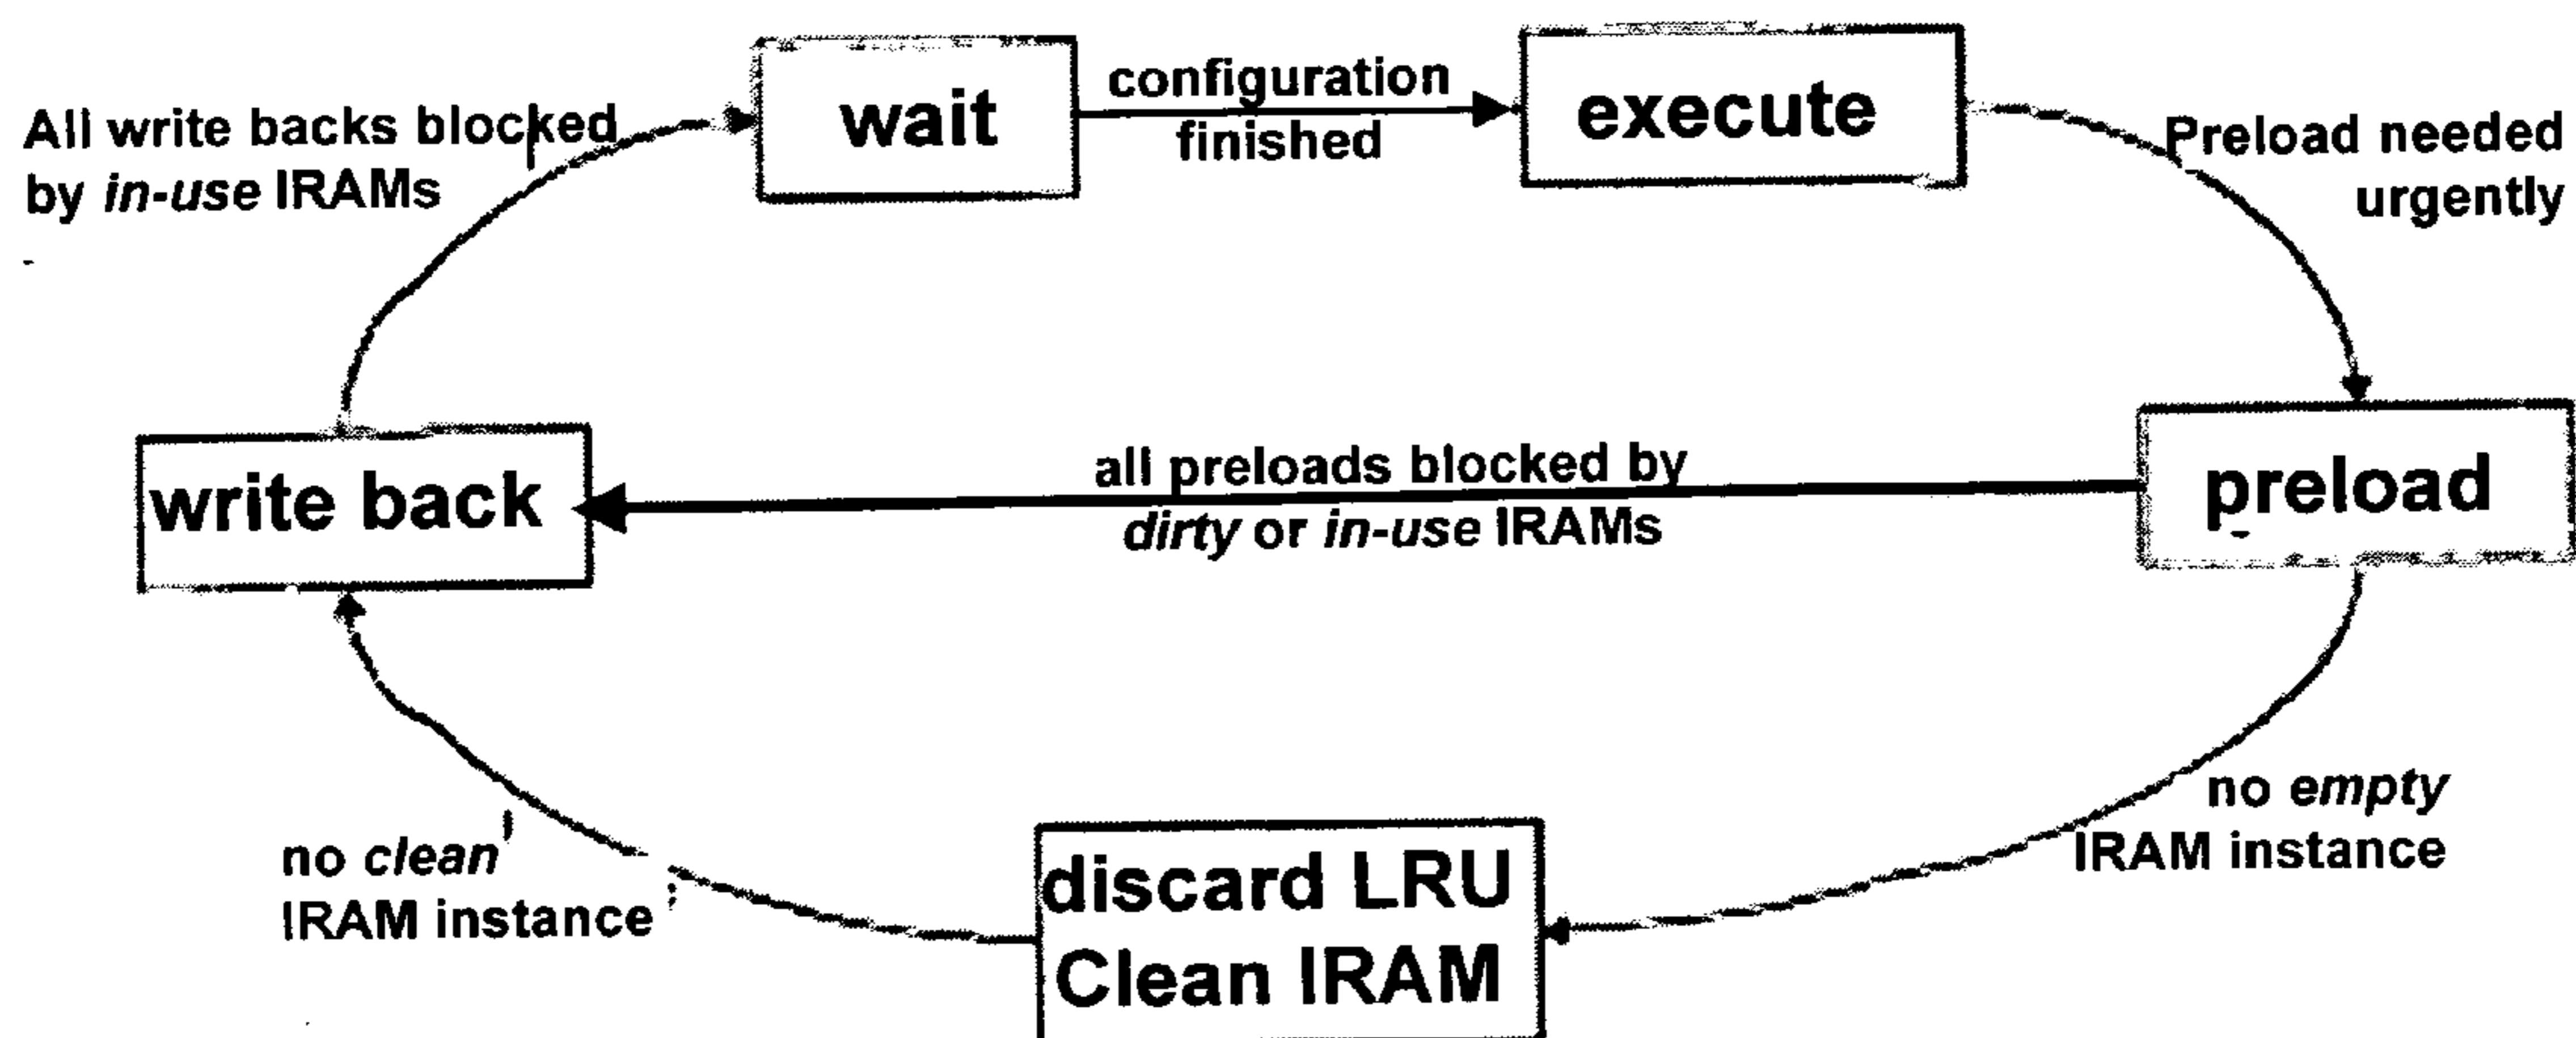 wait
configuration
finished
execute
All write backs blocked
by in-use IRAMs
Preload needed
urgently
write back
all preloads blocked by
dirty or in-use IRAMs
preload
no clean
IRAM instance
discard LRU
Clean IRAM
no empty
IRAM instance